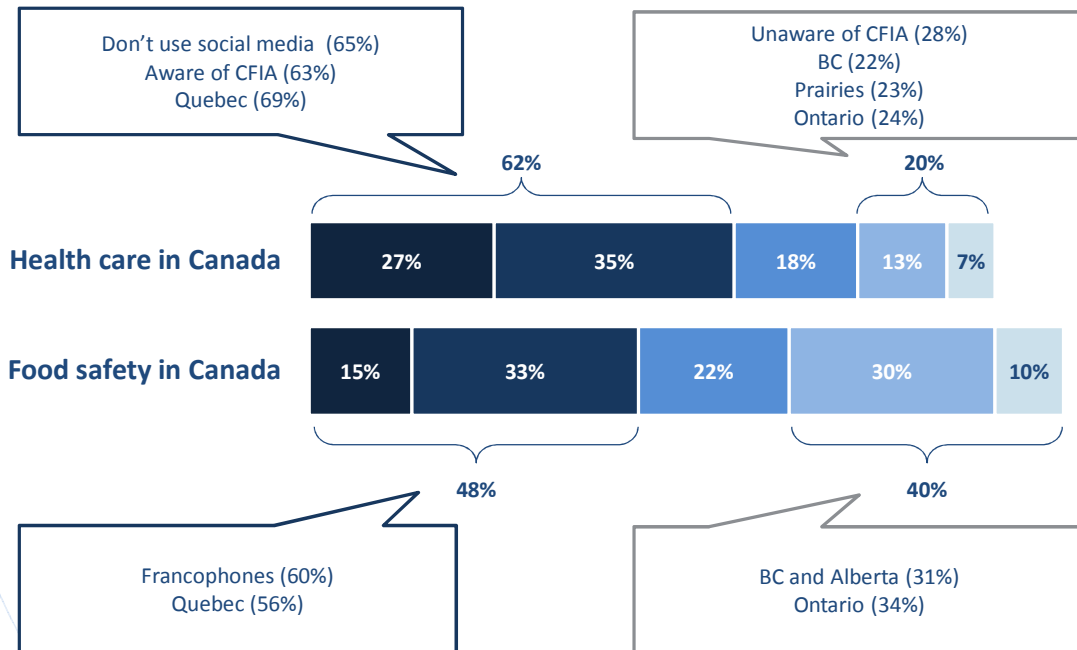 Don’t use social media  (65%)
Aware of CFIA (63%)
Quebec (69%)
Unaware of CFIA (28%)
BC (22%)
Prairies (23%)
Ontario (24%)
62%
20%
Health care in Canada
27%
35%
18%
13%
7%
Food safety in Canada
15%
33%
22%
30%
10%
48%
40%
Francophones (60%)
Quebec (56%)
BC and Alberta (31%)
Ontario (34%)